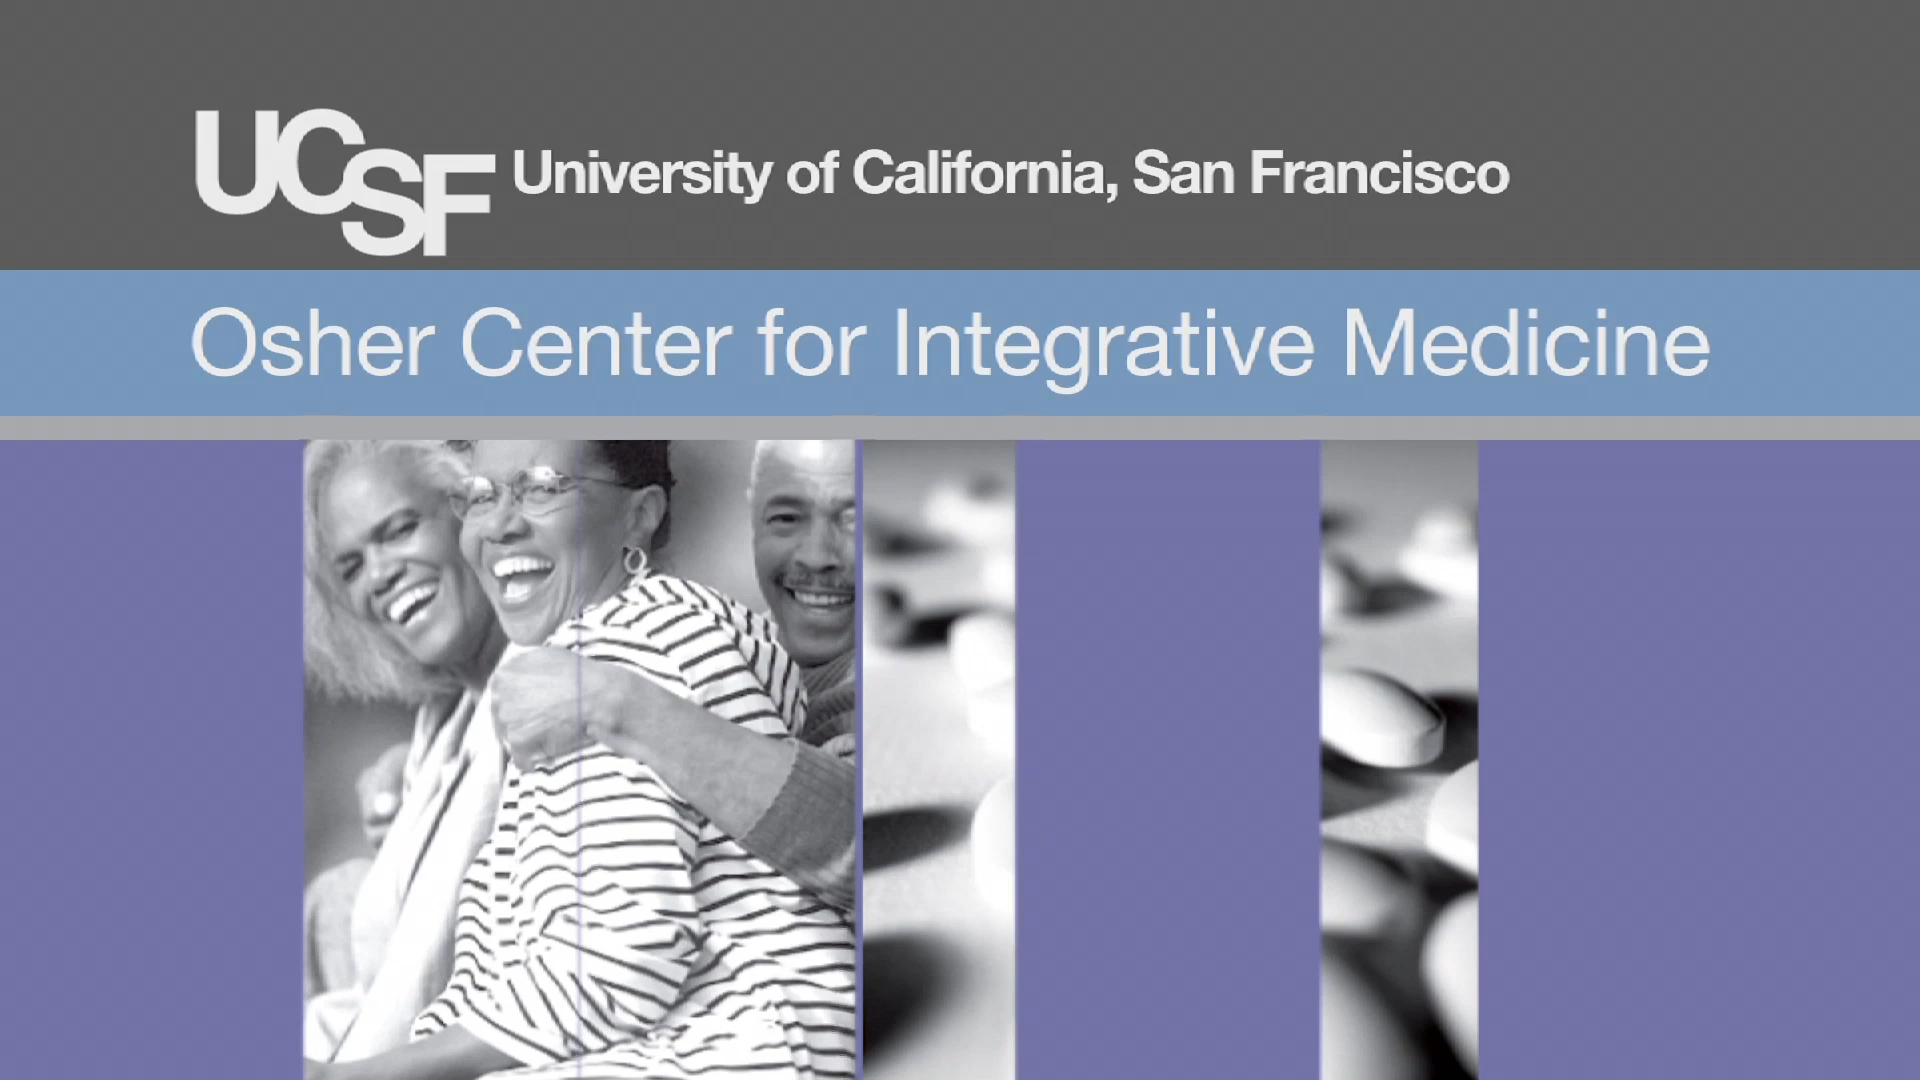 UCSF University of California, San Francisco
Osher Center for Integrative Medicine